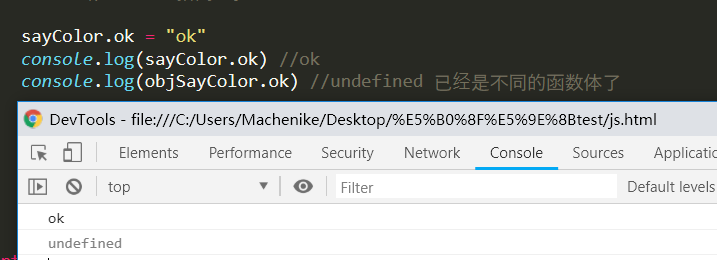 sayColor.ok = "ok"
console.log(sayColor.ok) //ok
console.log(objSayColor.ok) //undefined 已经是不同的函数体了
DevTools - file:///C:/Users/Machenike/Desktop/%E5%B0%8F%E5%9E%8Btest/js.html
Elements Performance Security Network Console Sources Applicatio
top Filter Default levels
ok
undefined